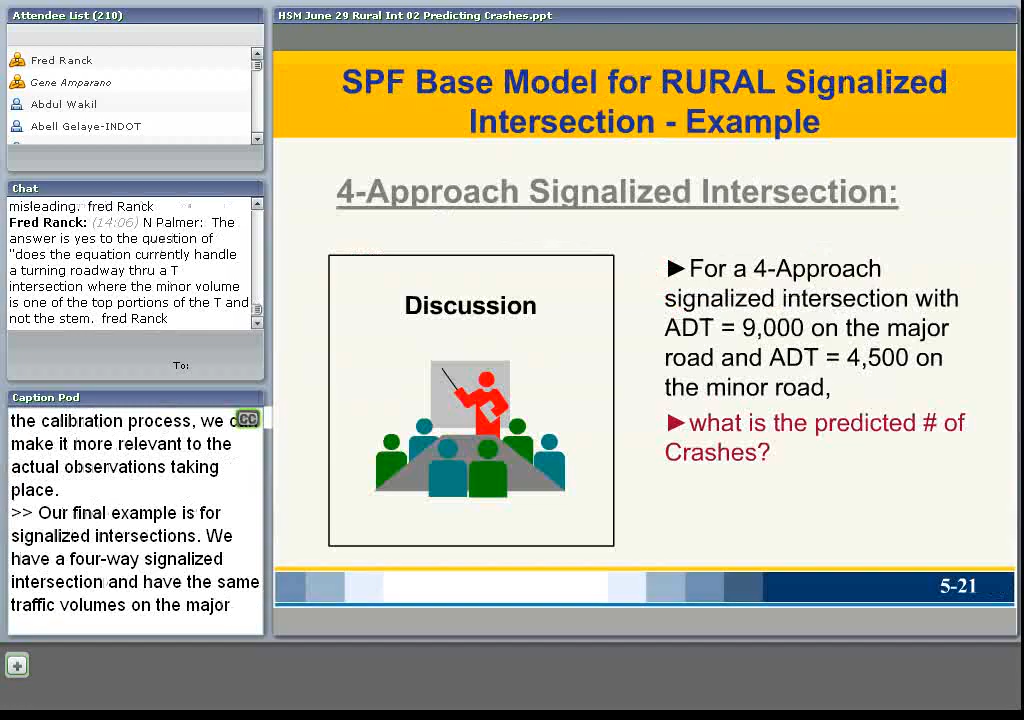 Attendee List (210)
Fred Ranck
Gene Amparano
Abdul Wakil
Abell Gelaye-INDOT
Chat
misleading. fred Ranck
Fred Ranck: (14:06) N Palmer: The
answer is yes to the question of
"does the equation currently handle
a turning roadway thru a T
intersection where the minor volume
is one of the top portions of the T and
not the stem. fred Ranck
To:
Caption Pod
the calibration process, we
CC
make it more relevant to the
actual observations taking
place.
>> Our final example is for
signalized intersections. We
have a four-way signalized
intersection and have the same
traffic volumes on the major
HSM June 29 Rural Int 02 Predicting Crashes.ppt
SPF Base Model for RURAL Signalized
Intersection - Example
4-Approach Signalized Intersection:
Discussion
►For a 4-Approach
signalized intersection with
ADT = 9,000 on the major
road and ADT = 4,500 on
the minor road,
►what is the predicted # of
Crashes?
5-21